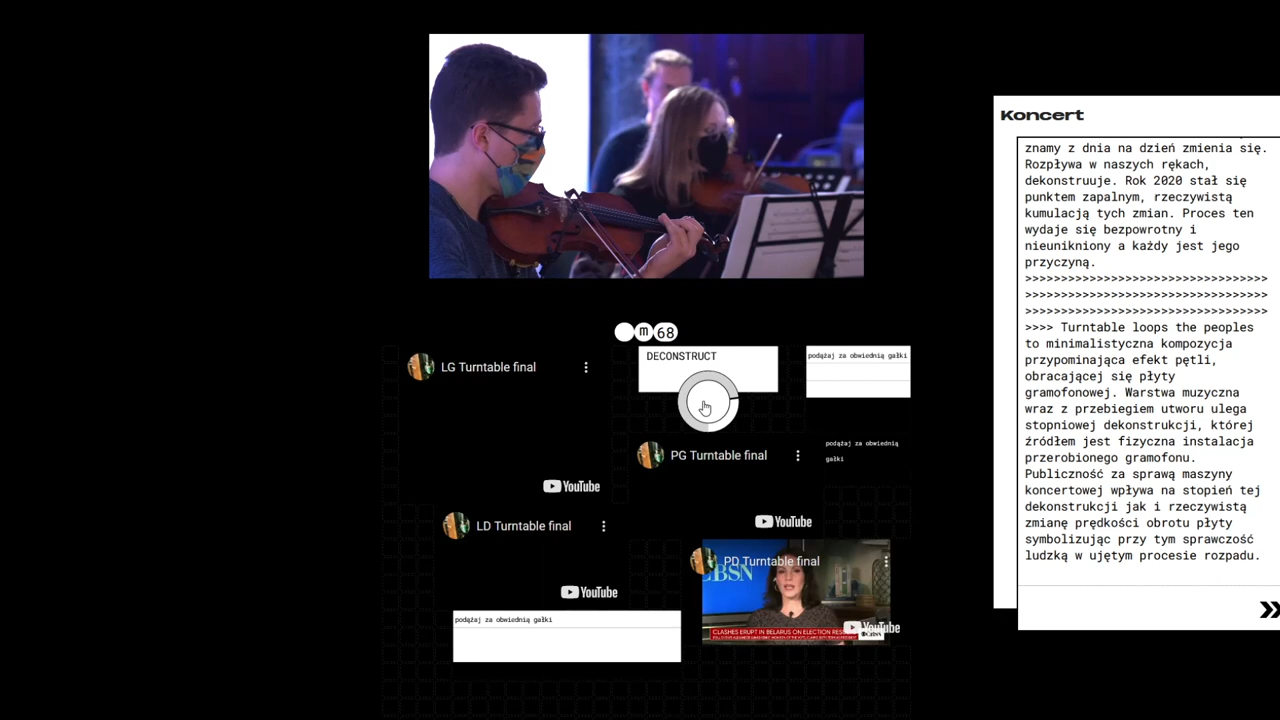 Koncert
znamy z dnia na dzień zmienia się.
Rozpływa w naszych rękach,
dekonstruuje. Rok 2020 stał się
punktem zapalnym, rzeczywistą
kumulacją tych zmian. Proces ten
wydaje się bezpowrotny i
nieunikniony a każdy jest jego
przyczyną.
>>>>>>>>>>>>>>>>>>>>>>>>>>>>>>>>>>
>>>>>>>>>>>>>>>>>>>>>>>>>>>>>>>>>>
>>>>>>>>>>>>>>>>>>>>>>>>>>>>>>>>>>
>>>> Turntable loops the peoples
to minimalistyczna kompozycja
przypominająca efekt pętli,
obracającej się płyty
gramofonowej. Warstwa muzyczna
wraz z przebiegiem utworu ulega
stopniowej dekonstrukcji, której
źródłem jest fizyczna instalacja
przerobionego gramofonu.
Publiczność za sprawą maszyny
koncertowej wpływa na stopień tej
dekonstrukcji jak i rzeczywistą
zmianę prędkości obrotu płyty
symbolizując przy tym sprawczość
ludzką w ujętym procesie rozpadu.
m 68
LG Turntable final
DECONSTRUCT
podążaj za obwiednią gałki
PG Turntable final
podążaj za obwiednią
gałki
YouTube
LD Turntable final
YouTube
PD Turntable final
CBSN
YouTube
podążaj za obwiednią gałki
CLASHES ERUPT IN BELARUS ON ELECTION
YouTube